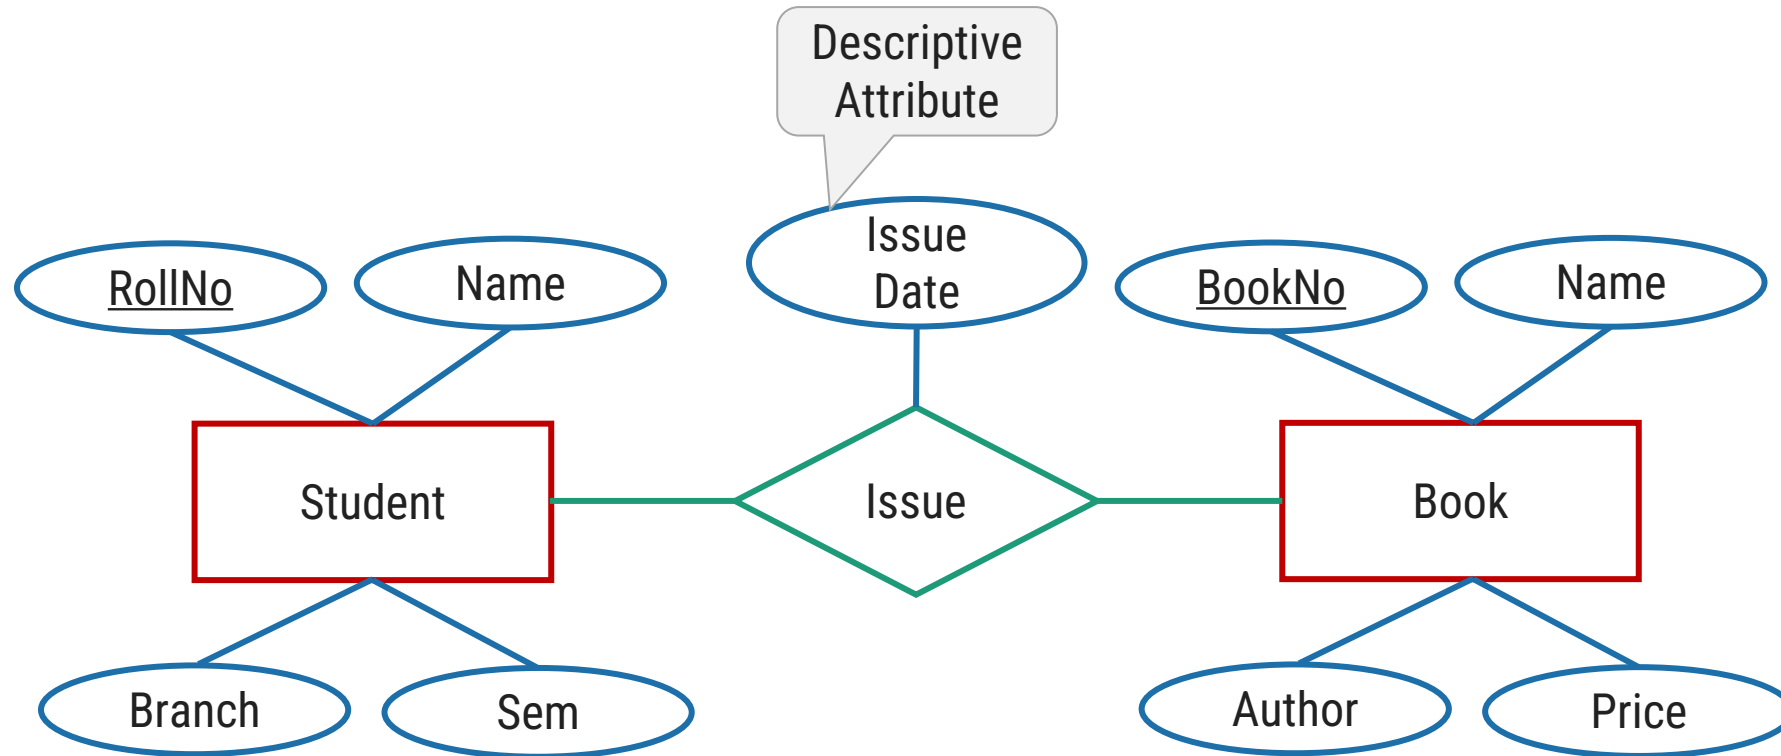 Descriptive
Attribute
Issue
Date
RollNo
Name
BookNo
Name
Student
Issue
Book
Branch
Sem
Author
Price